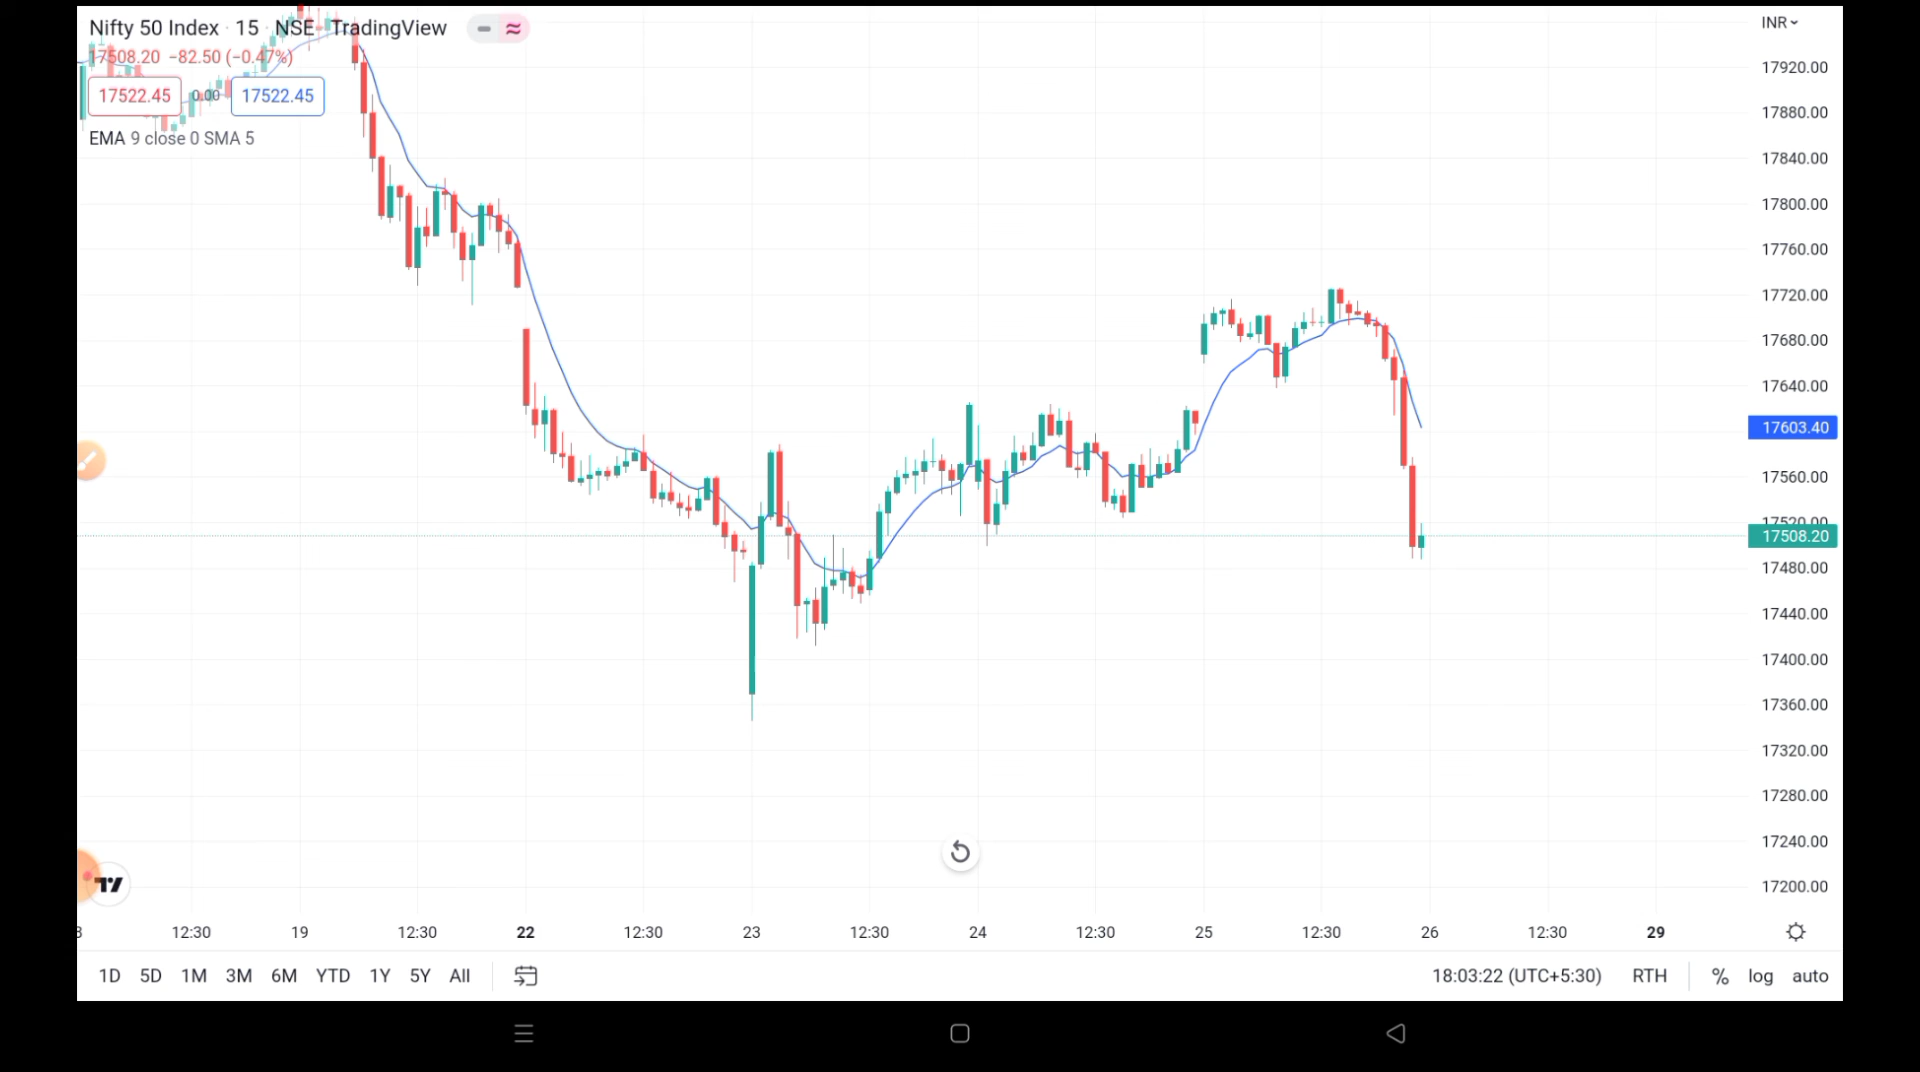 Nifty 50 Index · 15 · NSE · TradingView
17508.20 −82.50 (−0.47%)
17522.45 0.00 17522.45
EMA 9 close 0 SMA 5
INR
17920.00
17880.00
17840.00
17800.00
17760.00
17720.00
17680.00
17640.00
17603.40
17560.00
17520.00
17508.20
17480.00
17440.00
17400.00
17360.00
17320.00
17280.00
17240.00
17200.00
12:30 19 12:30 22 12:30 23 12:30 24 12:30 25 12:30 26 12:30 29
1D 5D 1M 3M 6M YTD 1Y 5Y All 18:03:22 (UTC+5:30) RTH % log auto